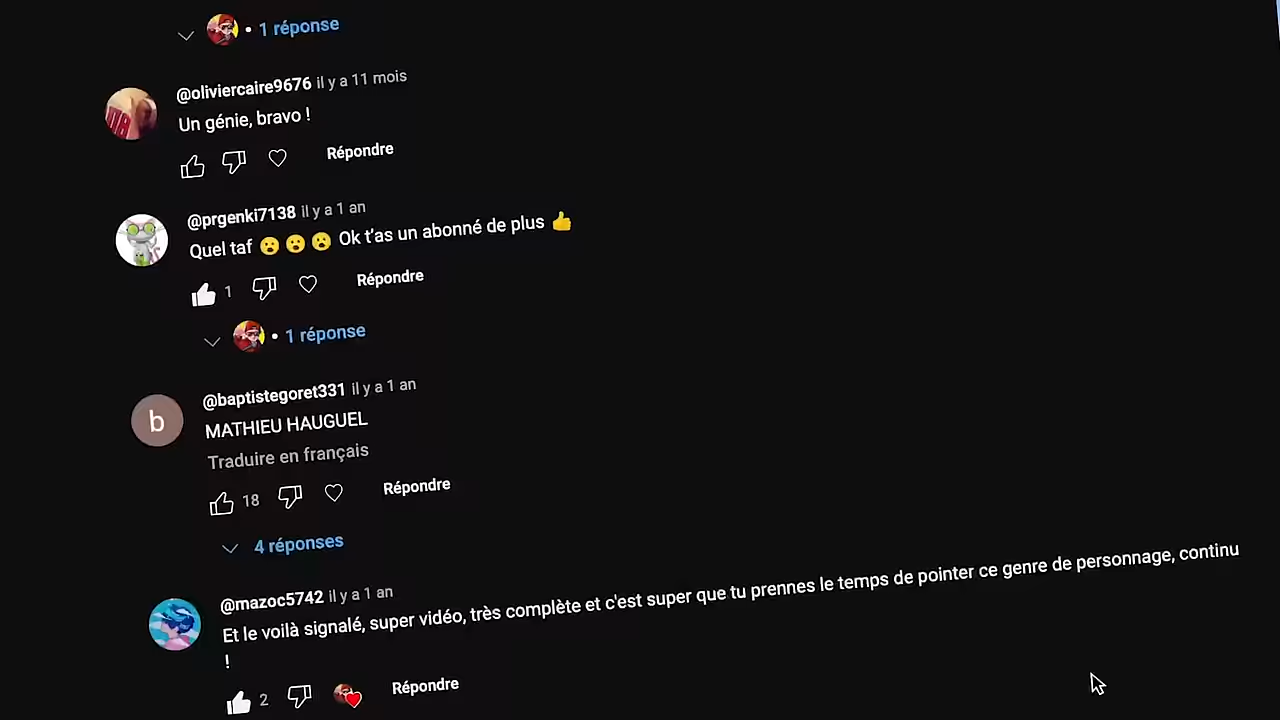 1 réponse
@oliviercaire9676 il y a 11 mois
Un génie, bravo !
Répondre
@prgenki7138 il y a 1 an
Quel taf 😮 😮 😮 Ok t'as un abonné de plus 👍
1
Répondre
1 réponse
b
@baptistegoret331 il y a 1 an
MATHIEU HAUGUEL
Traduire en français
18
Répondre
4 réponses
@mazoc5742 il y a 1 an
Et le voilà signalé, super vidéo, très complète et c'est super que tu prennes le temps de pointer ce genre de personnage, continu
!
2
Répondre